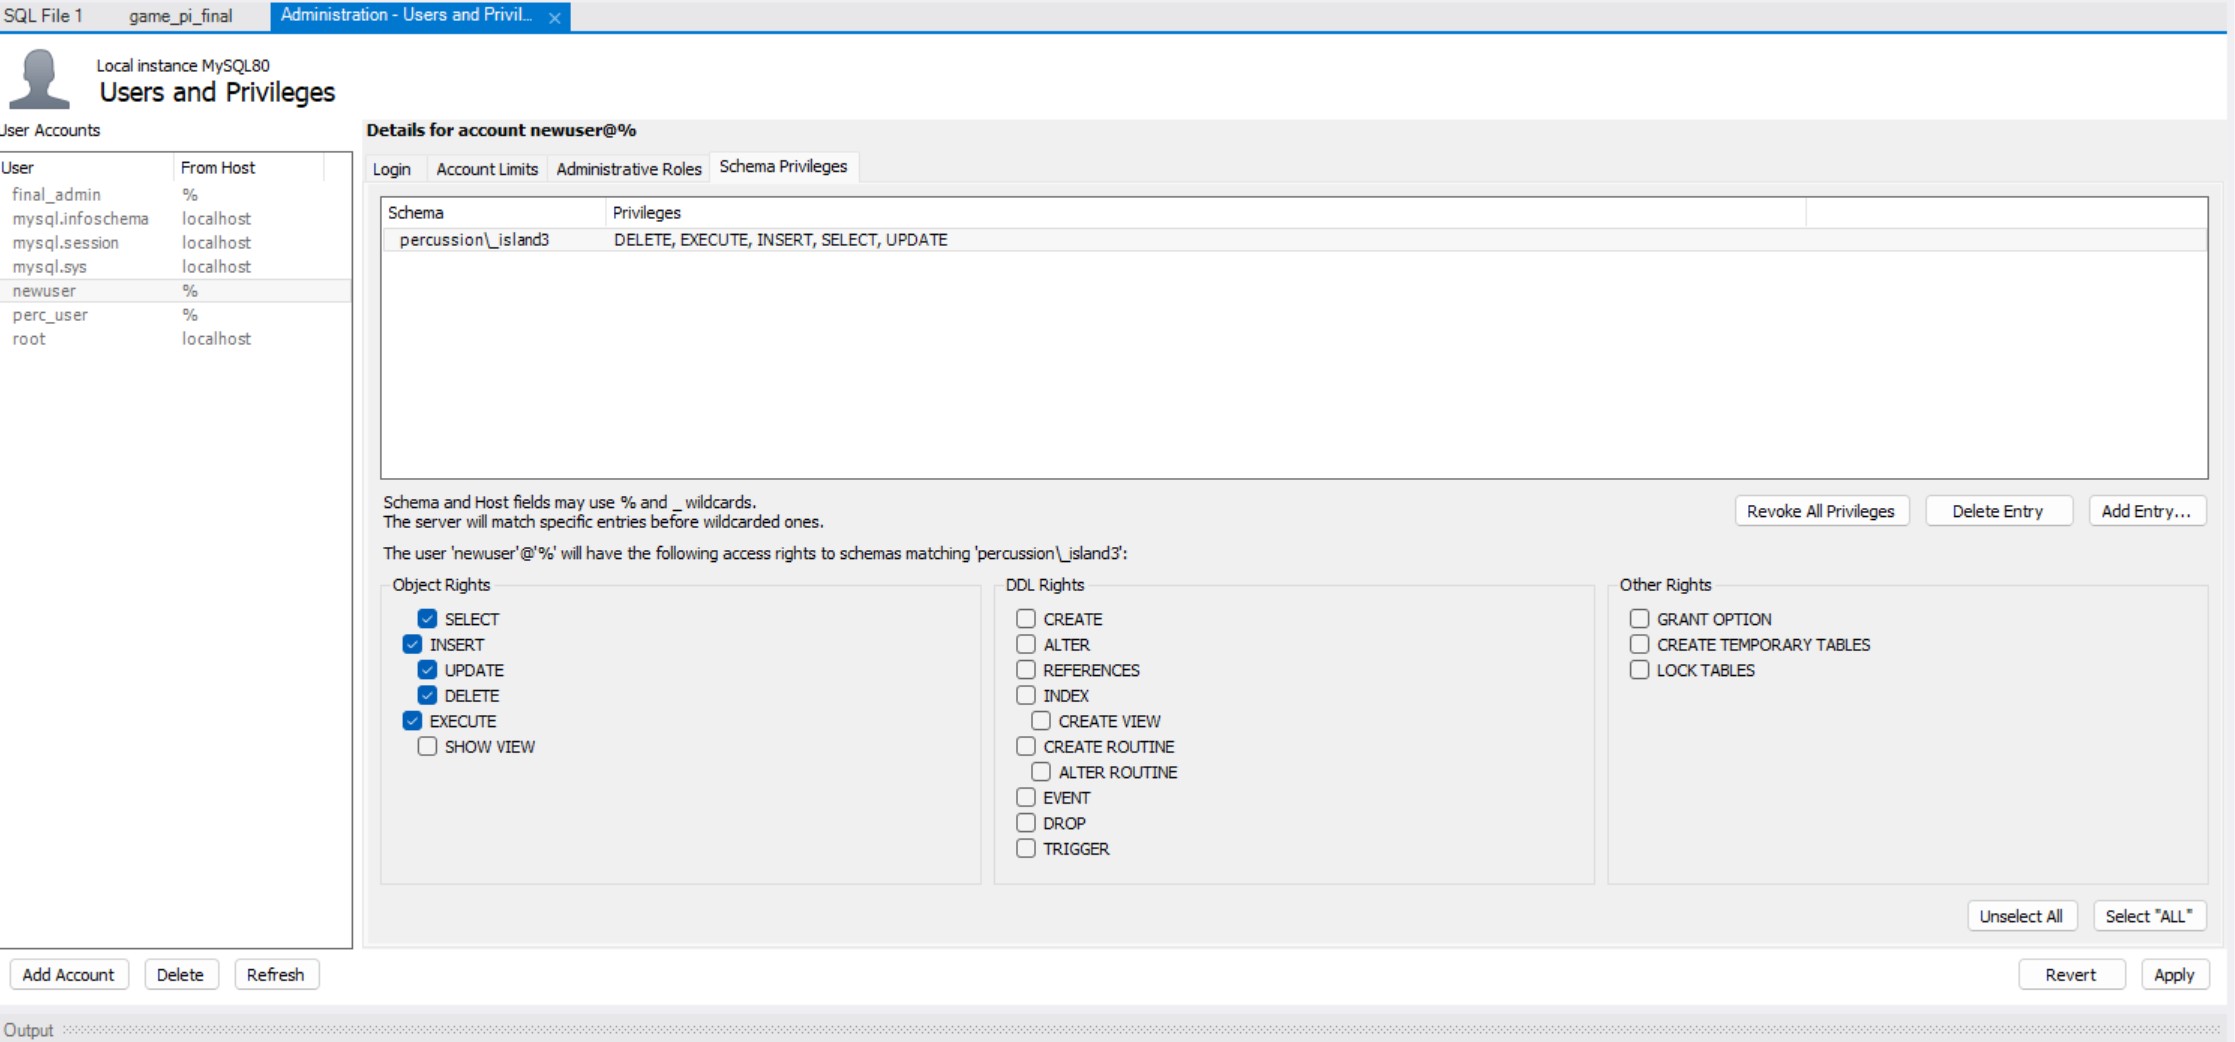 SQL File 1 game_pi_final Administration - Users and Privil...
Local instance MySQL80
Users and Privileges
User Accounts
User From Host
final_admin %
mysql.infoschema localhost
mysql.session localhost
mysql.sys localhost
newuser %
perc_user %
root localhost
Details for account newuser@%
Login Account Limits Administrative Roles Schema Privileges
Schema Privileges
percussion\_island3 DELETE, EXECUTE, INSERT, SELECT, UPDATE
Schema and Host fields may use % and _ wildcards.
The server will match specific entries before wildcarded ones.
Revoke All Privileges Delete Entry Add Entry...
The user 'newuser'@'%' will have the following access rights to schemas matching 'percussion\_island3':
Object Rights
SELECT
INSERT
UPDATE
DELETE
EXECUTE
SHOW VIEW
DDL Rights
CREATE
ALTER
REFERENCES
INDEX
CREATE VIEW
CREATE ROUTINE
ALTER ROUTINE
EVENT
DROP
TRIGGER
Other Rights
GRANT OPTION
CREATE TEMPORARY TABLES
LOCK TABLES
Unselect All Select "ALL"
Add Account Delete Refresh
Revert Apply
Output